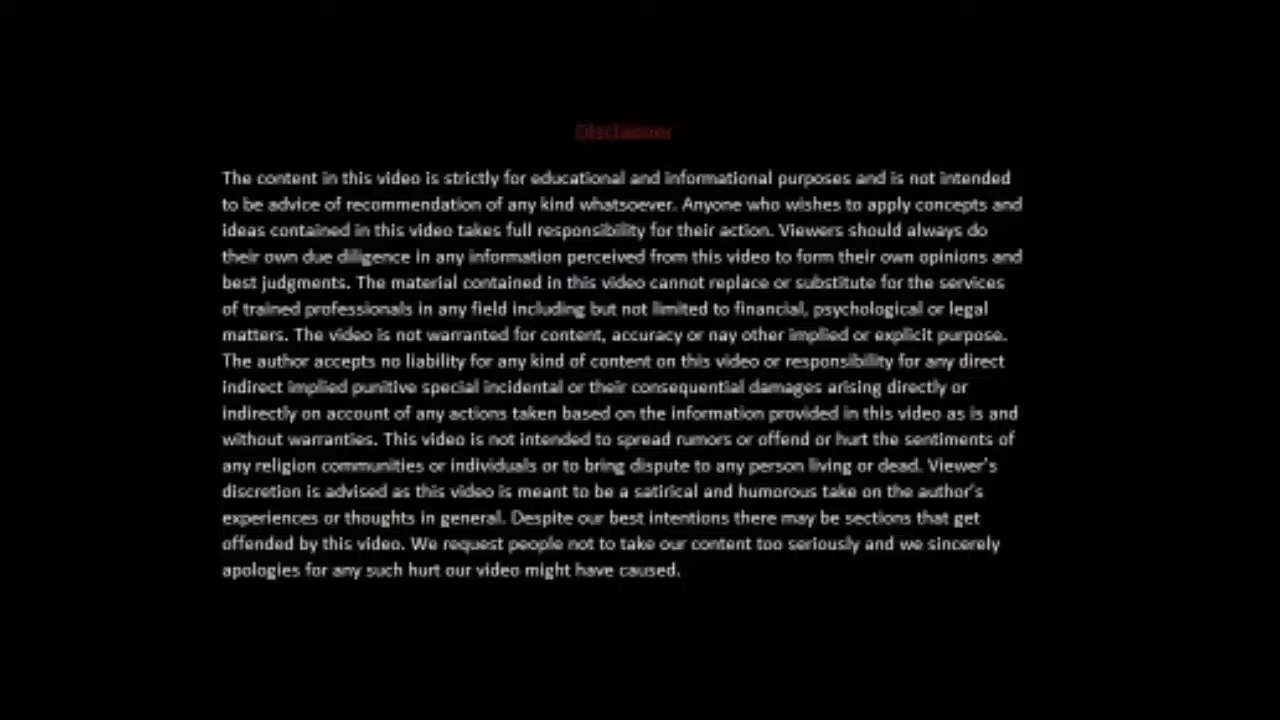 Disclaimer
The content in this video is strictly for educational and informational purposes and is not intended
to be advice of recommendation of any kind whatsoever. Anyone who wishes to apply concepts and
ideas contained in this video takes full responsibility for their action. Viewers should always do
their own due diligence in any information perceived from this video to form their own opinions and
best judgments. The material contained in this video cannot replace or substitute for the services
of trained professionals in any field including but not limited to financial, psychological or legal
matters. The video is not warranted for content, accuracy or nay other implied or explicit purpose.
The author accepts no liability for any kind of content on this video or responsibility for any direct
indirect implied punitive special incidental or their consequential damages arising directly or
indirectly on account of any actions taken based on the information provided in this video as is and
without warranties. This video is not intended to spread rumors or offend or hurt the sentiments of
any religion communities or individuals or to bring dispute to any person living or dead. Viewer's
discretion is advised as this video is meant to be a satirical and humorous take on the author's
experiences or thoughts in general. Despite our best intentions there may be sections that get
offended by this video. We request people not to take our content too seriously and we sincerely
apologies for any such hurt our video might have caused.